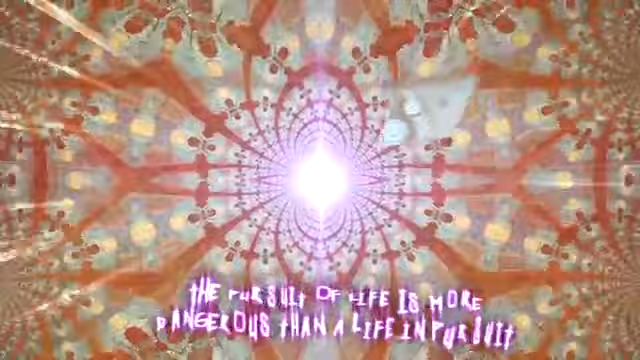 tHE PURSUIT OF LIFE IS MORE
DANGEROUS tHAN A LIFE IN PURSUIT